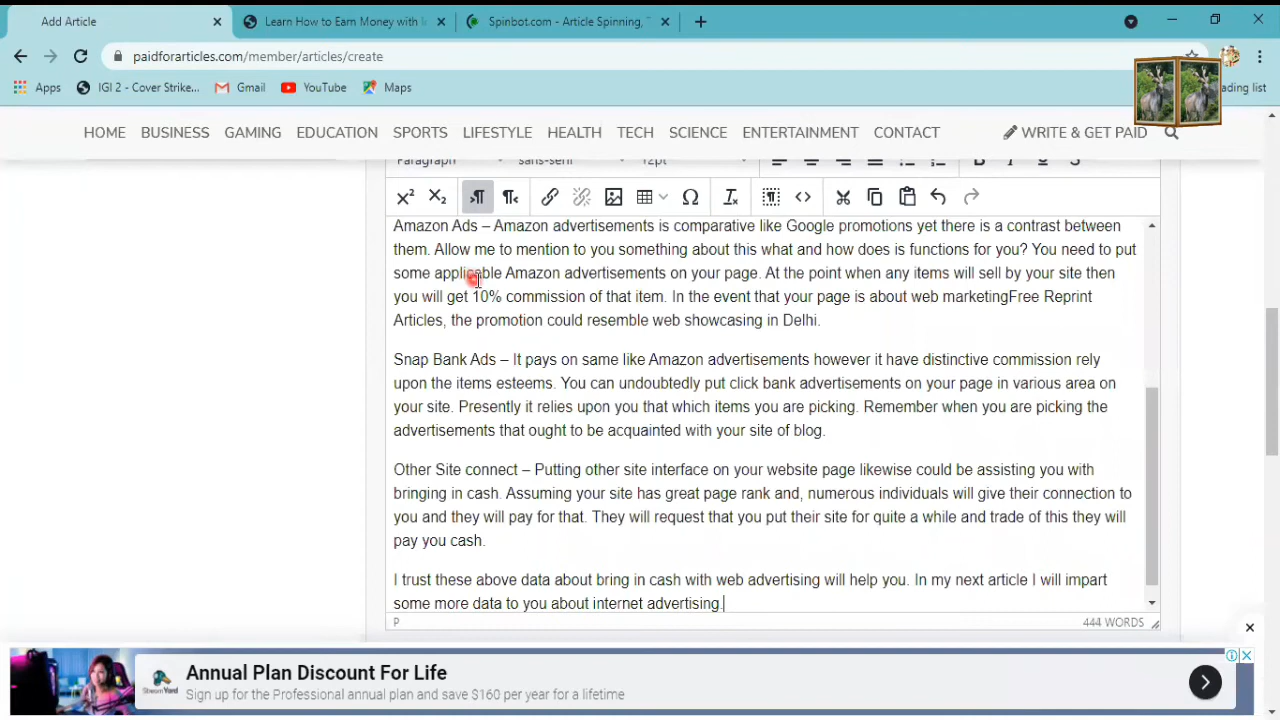 Add Article
Learn How to Earn Money with I
Spinbot.com - Article Spinning,
paidforarticles.com/member/articles/create
Apps
IGI 2 - Cover Strike...
Gmail
YouTube
Maps
ding list
HOME
BUSINESS
GAMING
EDUCATION
SPORTS
LIFESTYLE
HEALTH
TECH
SCIENCE
ENTERTAINMENT
CONTACT
WRITE & GET PAID
Paragraph
sans-serif
12pt
Amazon Ads – Amazon advertisements is comparative like Google promotions yet there is a contrast between
them. Allow me to mention to you something about this what and how does is functions for you? You need to put
some applicable Amazon advertisements on your page. At the point when any items will sell by your site then
you will get 10% commission of that item. In the event that your page is about web marketingFree Reprint
Articles, the promotion could resemble web showcasing in Delhi.
Snap Bank Ads – It pays on same like Amazon advertisements however it have distinctive commission rely
upon the items esteems. You can undoubtedly put click bank advertisements on your page in various area on
your site. Presently it relies upon you that which items you are picking. Remember when you are picking the
advertisements that ought to be acquainted with your site of blog.
Other Site connect – Putting other site interface on your website page likewise could be assisting you with
bringing in cash. Assuming your site has great page rank and, numerous individuals will give their connection to
you and they will pay for that. They will request that you put their site for quite a while and trade of this they will
pay you cash.
I trust these above data about bring in cash with web advertising will help you. In my next article I will impart
some more data to you about internet advertising.
P
444 WORDS
Annual Plan Discount For Life
StreamYard
Sign up for the Professional annual plan and save $160 per year for a lifetime